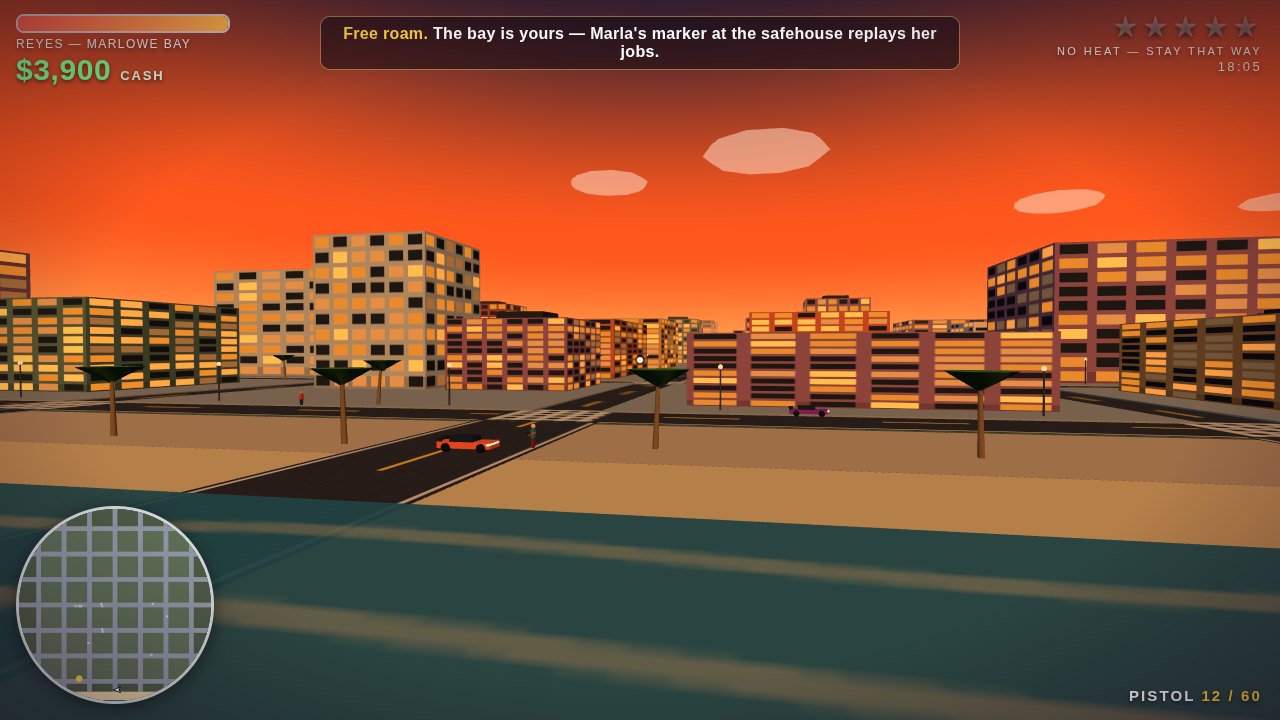 REYES — MARLOWE BAY
$3,900 CASH
Free roam. The bay is yours — Marla's marker at the safehouse replays her
jobs.
NO HEAT — STAY THAT WAY
18:05
PISTOL 12 / 60